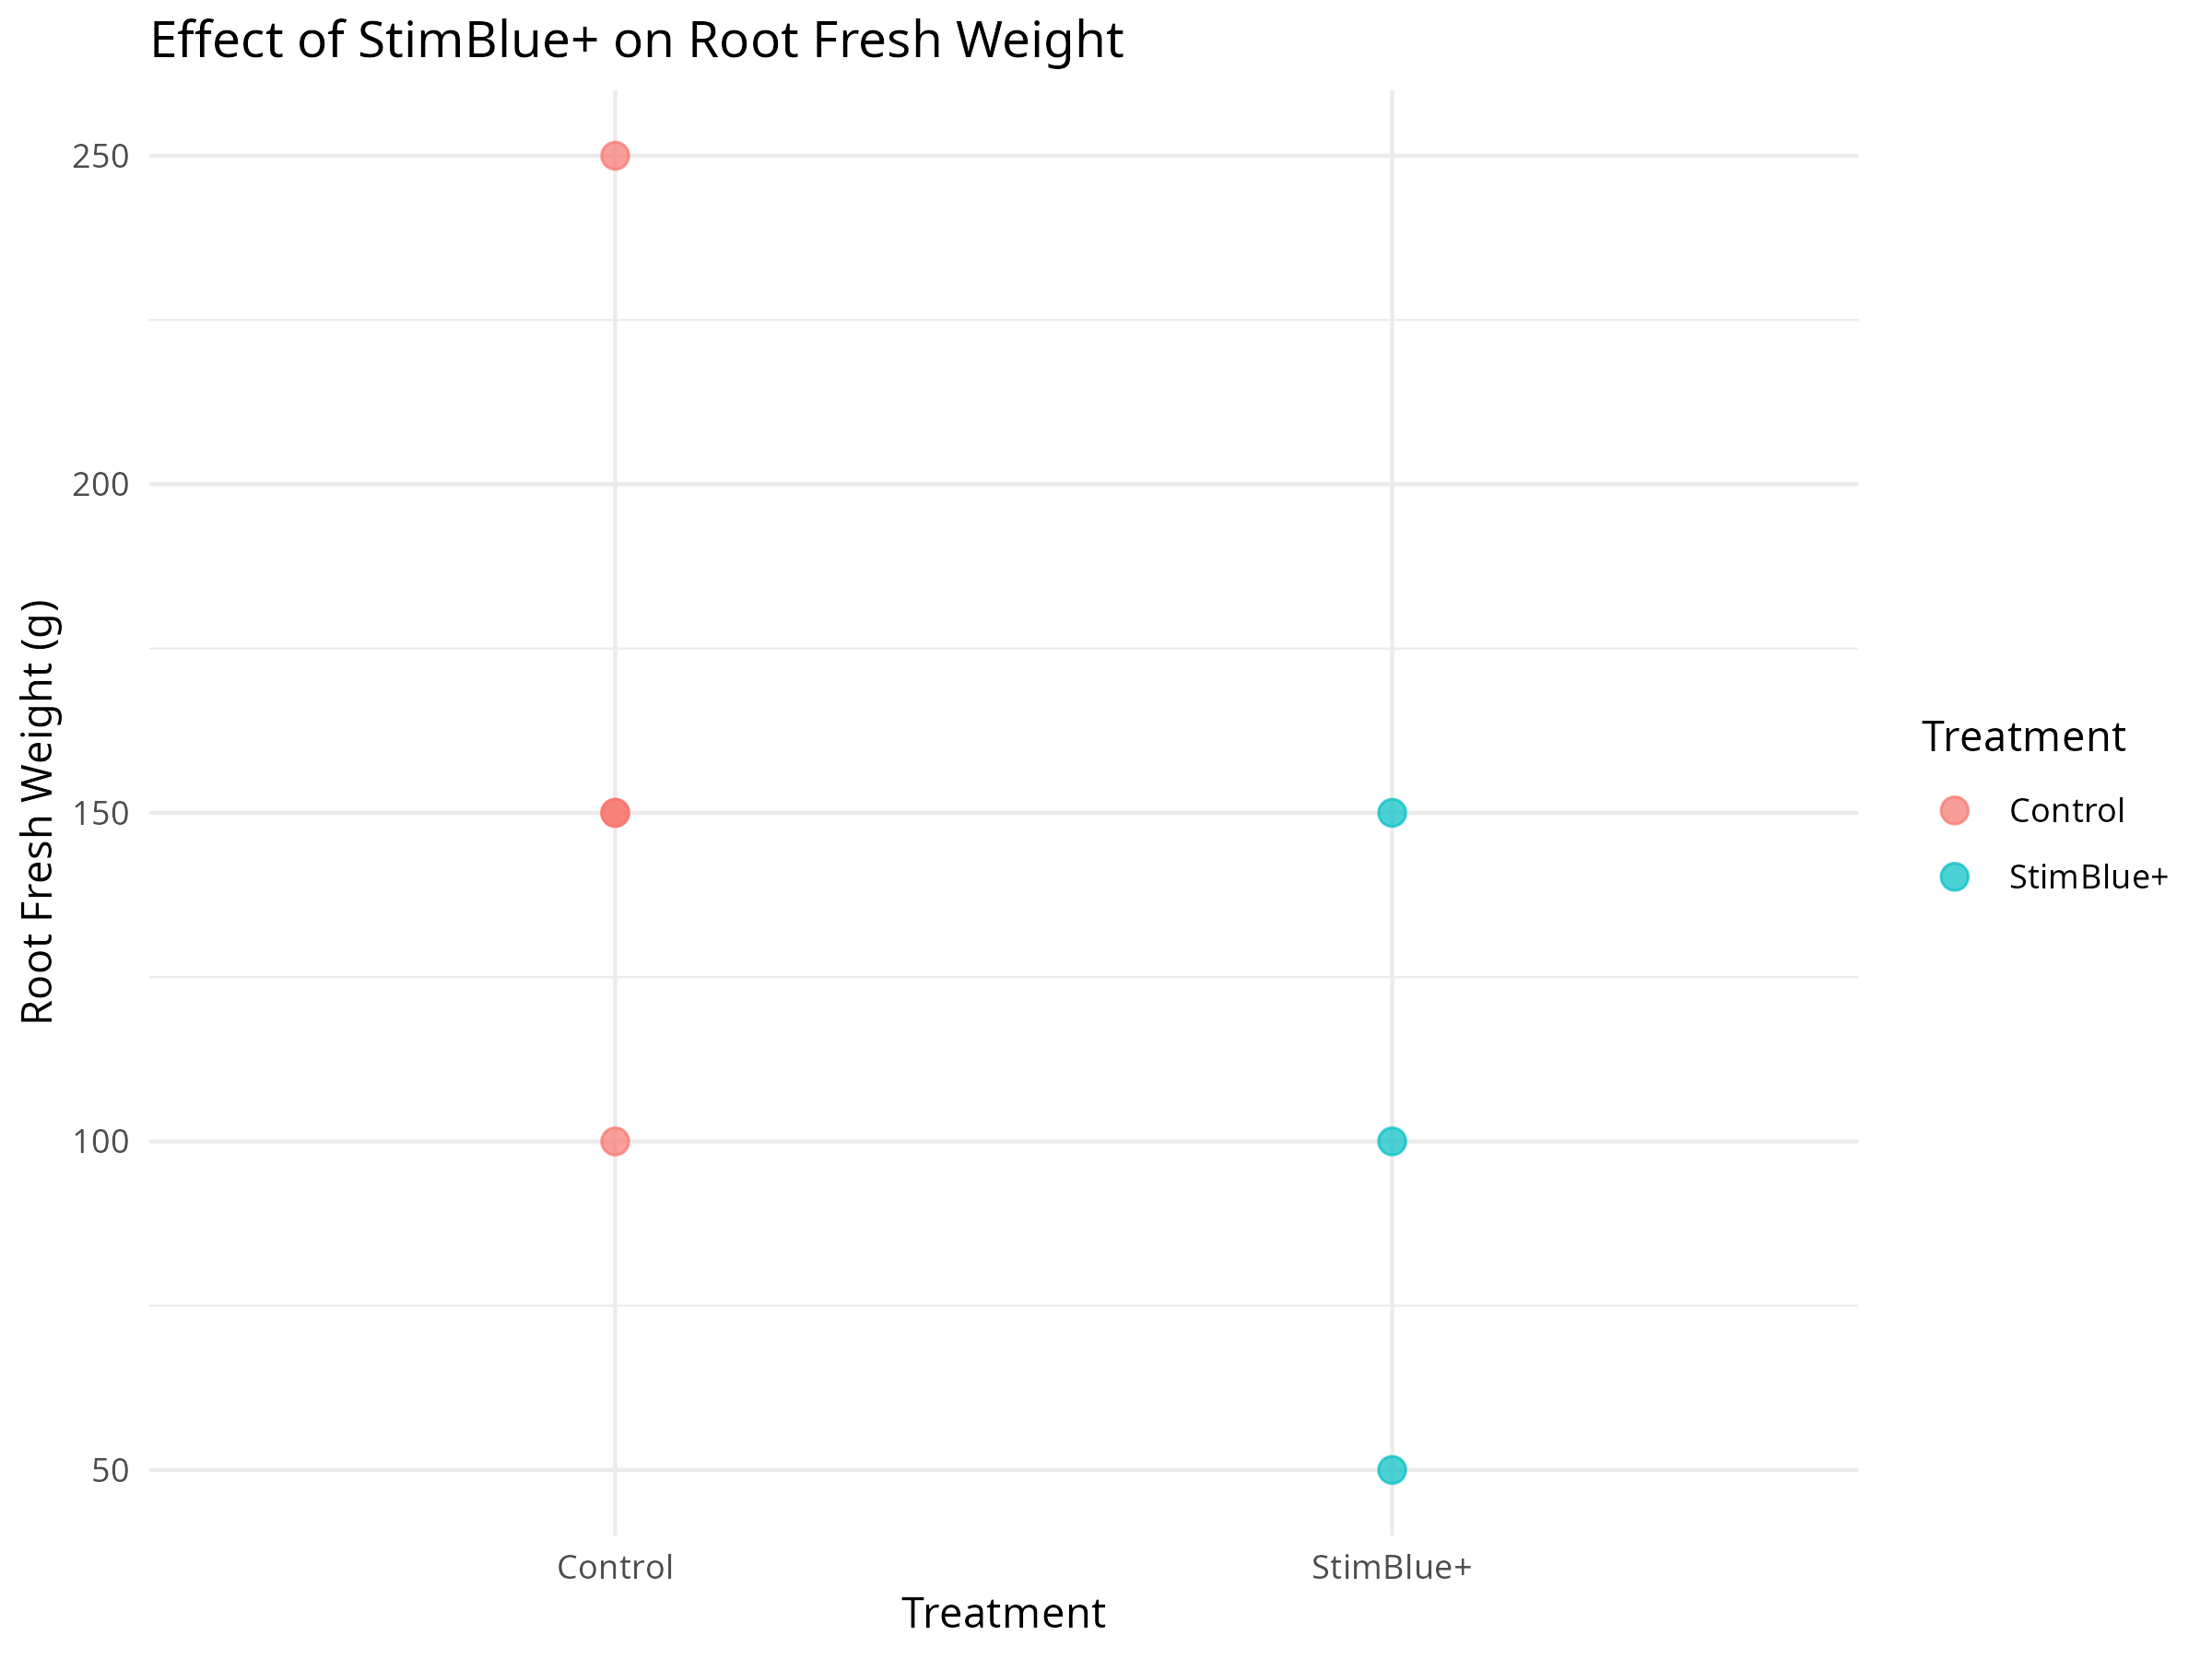 Effect of StimBlue+ on Root Fresh Weight
Root Fresh Weight (g)
250
200
150
100
50
Control
StimBlue+
Treatment
Treatment
Control
StimBlue+